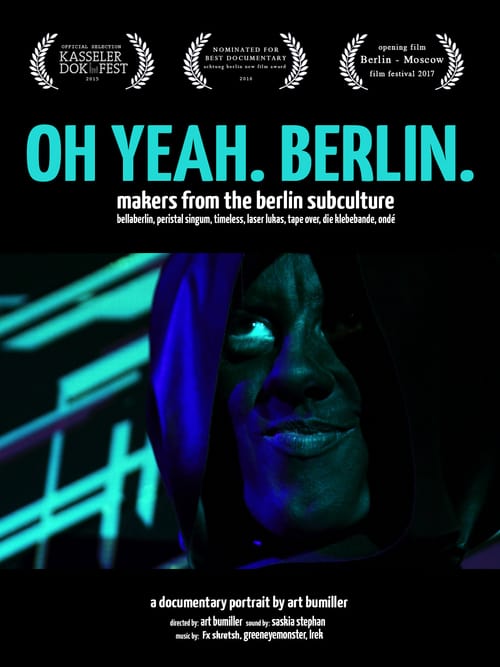 OFFICIAL SELECTION
KASSELER
DOKFEST
2015
NOMINATED FOR
BEST DOCUMENTARY
achtung berlin new film award
2016
opening film
Berlin - Moscow
film festival 2017
OH YEAH. BERLIN.
makers from the berlin subculture
bellaberlin, peristal singum, timeless, laser lukas, tape over, die klebebande, ondé
a documentary portrait by art bumiller
directed by: art bumiller sound by: saskia stephan
music by: Fx skretsh, greeneyemonster, lrek